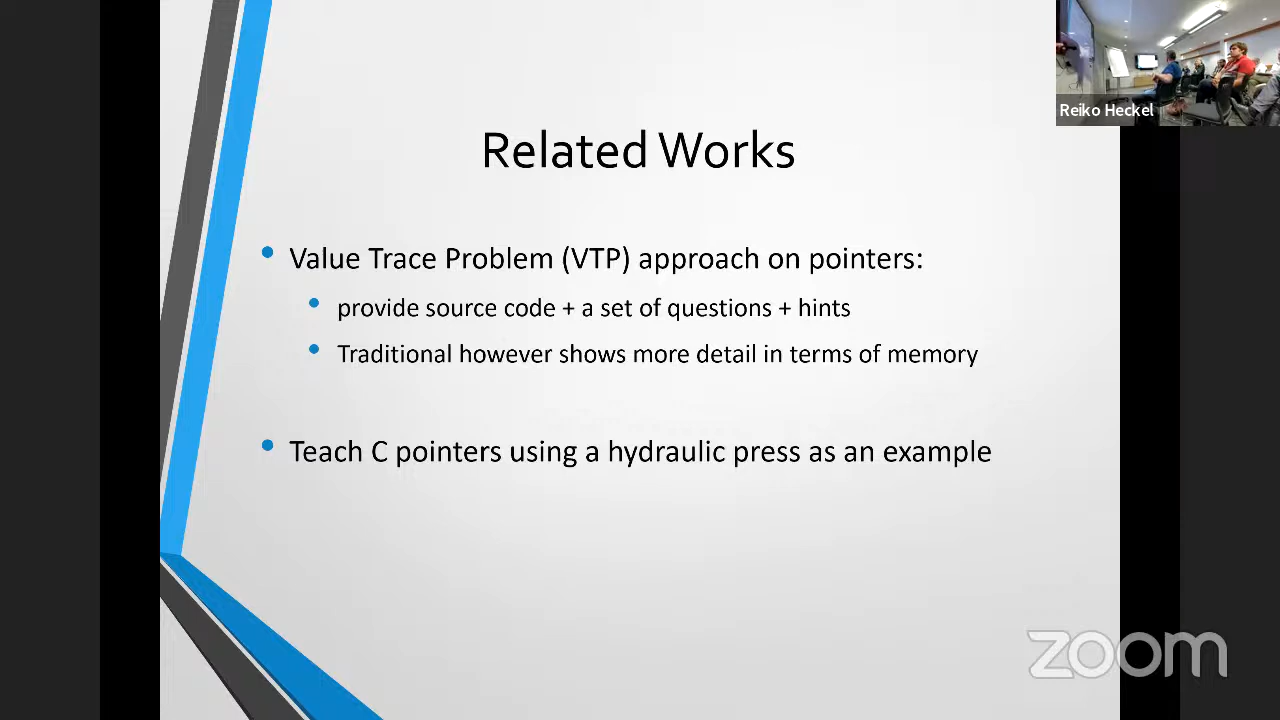 Reiko Heckel
Related Works
Value Trace Problem (VTP) approach on pointers:
provide source code + a set of questions + hints
Traditional however shows more detail in terms of memory
Teach C pointers using a hydraulic press as an example
zoom